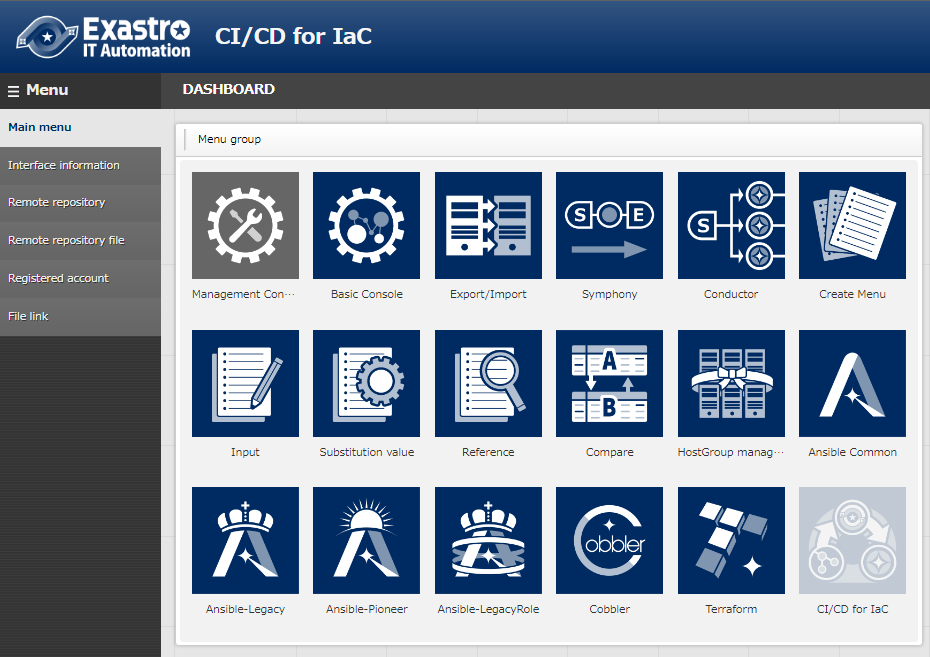 Exastro
IT Automation
CI/CD for IaC
Menu
DASHBOARD
Main menu
Interface information
Remote repository
Remote repository file
Registered account
File link
Menu group
S
O
E
S
Management Con···
Basic Console
Export/Import
Symphony
Conductor
Create Menu
A
B
Input
Substitution value
Reference
Compare
HostGroup manag···
Ansible Common
Cobbler
Ansible-Legacy
Ansible-Pioneer
Ansible-LegacyRole
Cobbler
Terraform
CI/CD for IaC